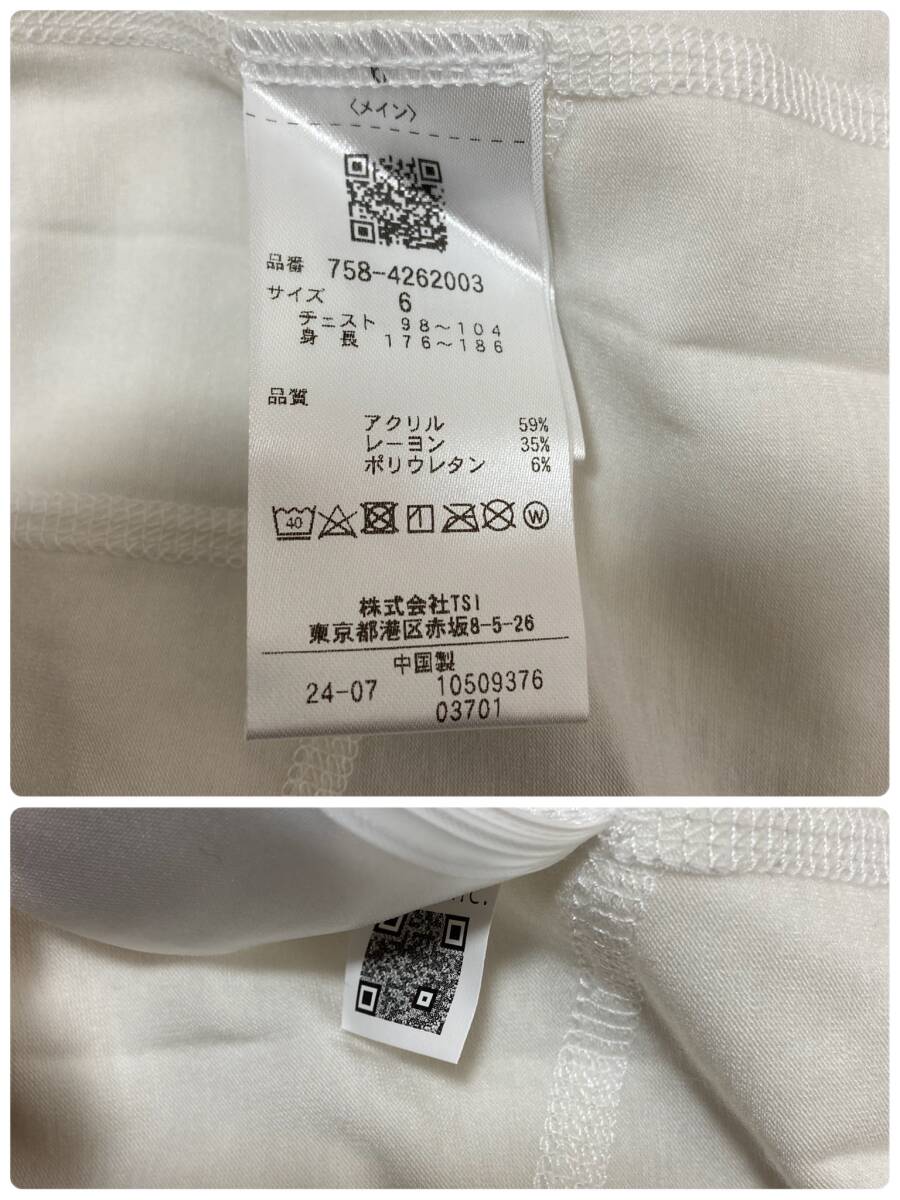 〈メイン〉
品番 758-4262003
サイズ 6
チェスト 98～104
身長 176～186
品質
アクリル 59%
レーヨン 35%
ポリウレタン 6%
40
W
株式会社TSI
東京都港区赤坂8-5-26
中国製
24-07 10509376
03701